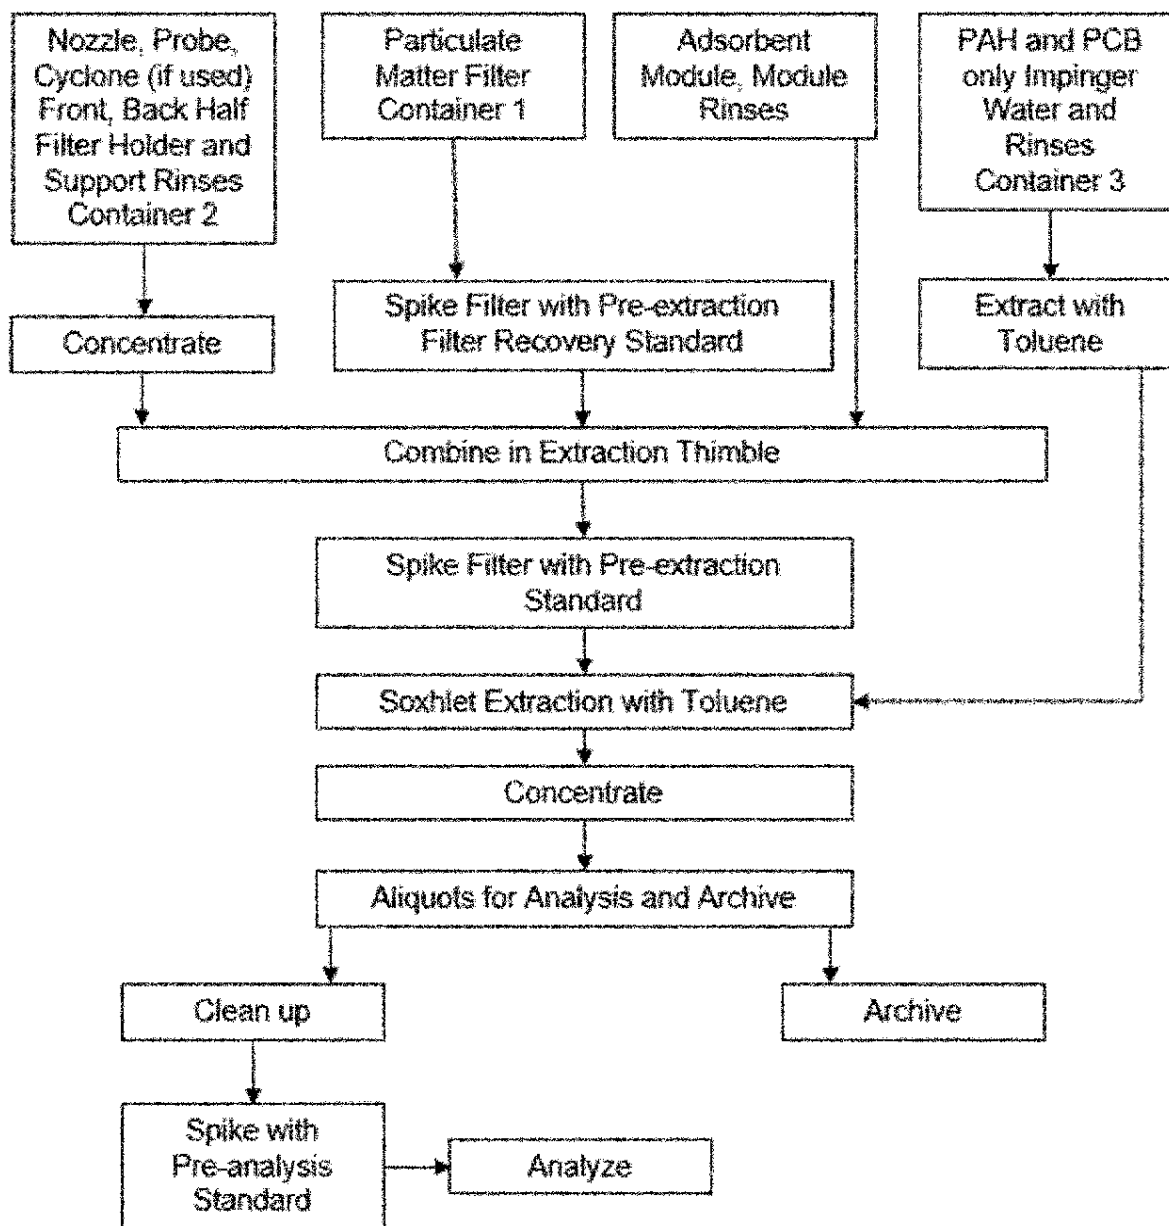 Nozzle, Probe,
Cyclone (if used)
Front, Back Half
Filter Holder and
Support Rinses
Container 2
Particulate
Matter Filter
Container 1
Adsorbent
Module, Module
Rinses
PAH and PCB
only Impinger
Water and
Rinses
Container 3
Concentrate
Spike Filter with Pre-extraction
Filter Recovery Standard
Extract with
Toluene
Combine in Extraction Thimble
Spike Filter with Pre-extraction
Standard
Soxhlet Extraction with Toluene
Concentrate
Aliquots for Analysis and Archive
Clean up
Archive
Spike with
Pre-analysis
Standard
Analyze